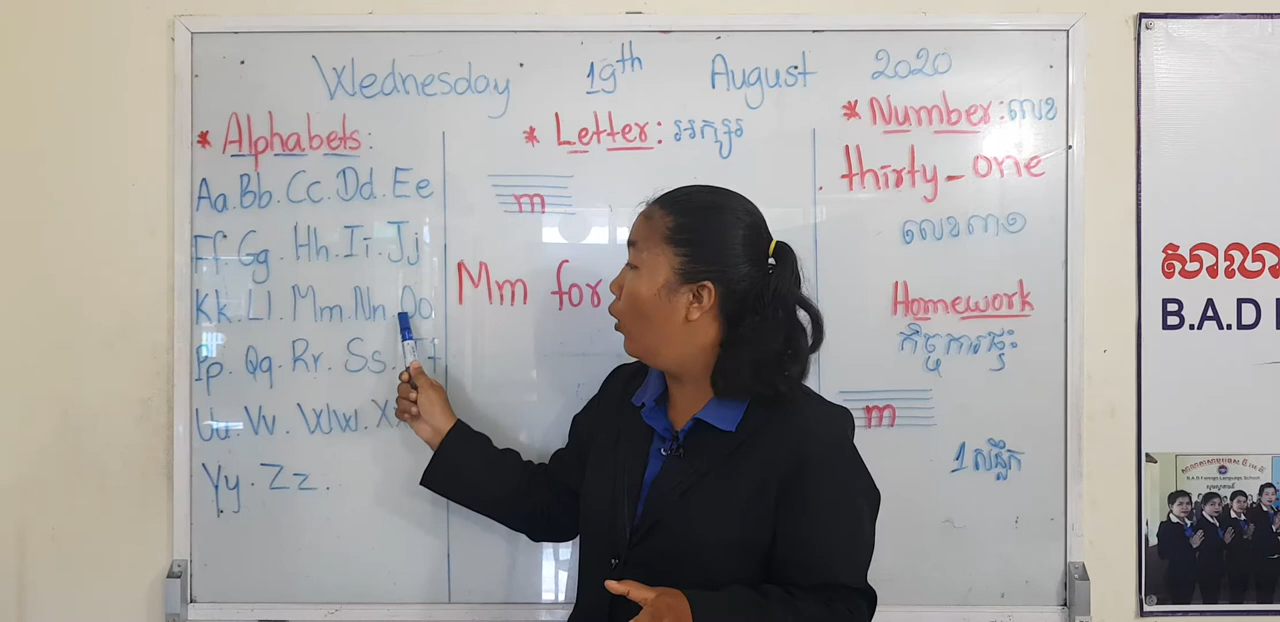 Wednesday 19th August 2020
* Alphabets:
Aa. Bb. Cc. Dd. Ee
Ff. Gg. Hh. Ii. Jj
Kk. Ll. Mm. Nn. Oo
Pp. Qq. Rr. Ss. Tt
Uu. Vv. Ww. X
Yy. Zz.
* Letter: អក្សរ
m
Mm for
* Number: លេខ
. thirty-one
លេខ៣១
Homework
កិច្ចការផ្ទះ
m
1 សន្លឹក
សាលា
B.A.D
B.A.D Foreign Language School